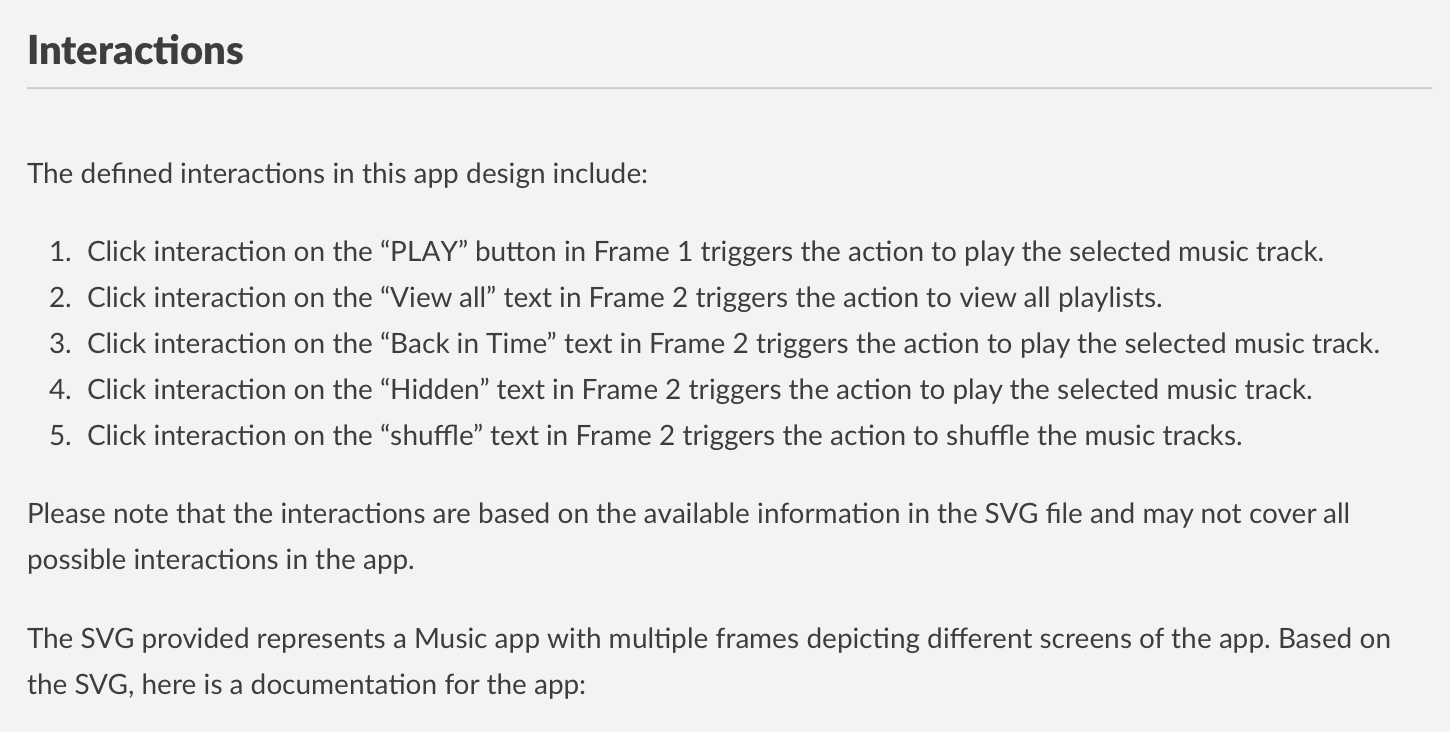 Interactions
The defined interactions in this app design include:
1. Click interaction on the “PLAY” button in Frame 1 triggers the action to play the selected music track.
2. Click interaction on the “View all” text in Frame 2 triggers the action to view all playlists.
3. Click interaction on the “Back in Time” text in Frame 2 triggers the action to play the selected music track.
4. Click interaction on the “Hidden” text in Frame 2 triggers the action to play the selected music track.
5. Click interaction on the “shuffle” text in Frame 2 triggers the action to shuffle the music tracks.
Please note that the interactions are based on the available information in the SVG file and may not cover all
possible interactions in the app.
The SVG provided represents a Music app with multiple frames depicting different screens of the app. Based on
the SVG, here is a documentation for the app: